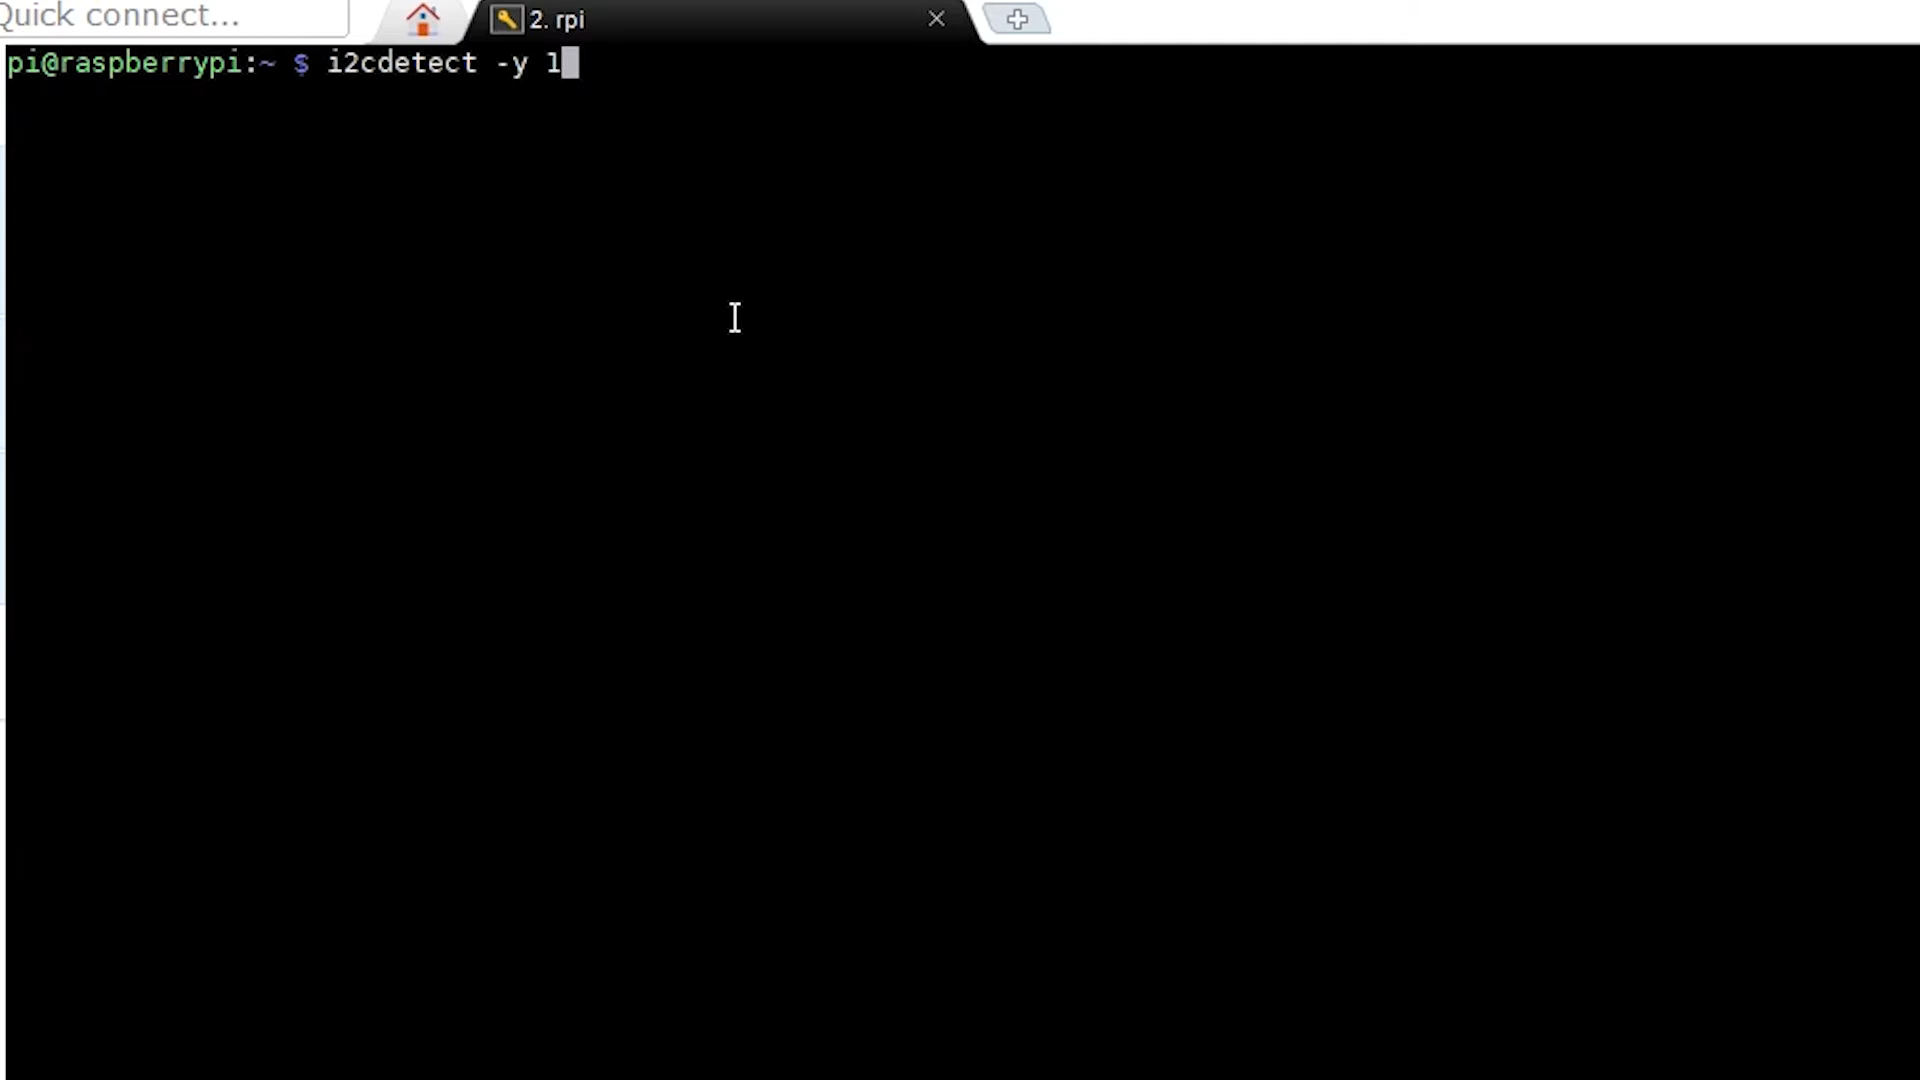 Quick connect...
2. rpi
pi@raspberrypi:~ $ i2cdetect -y 1